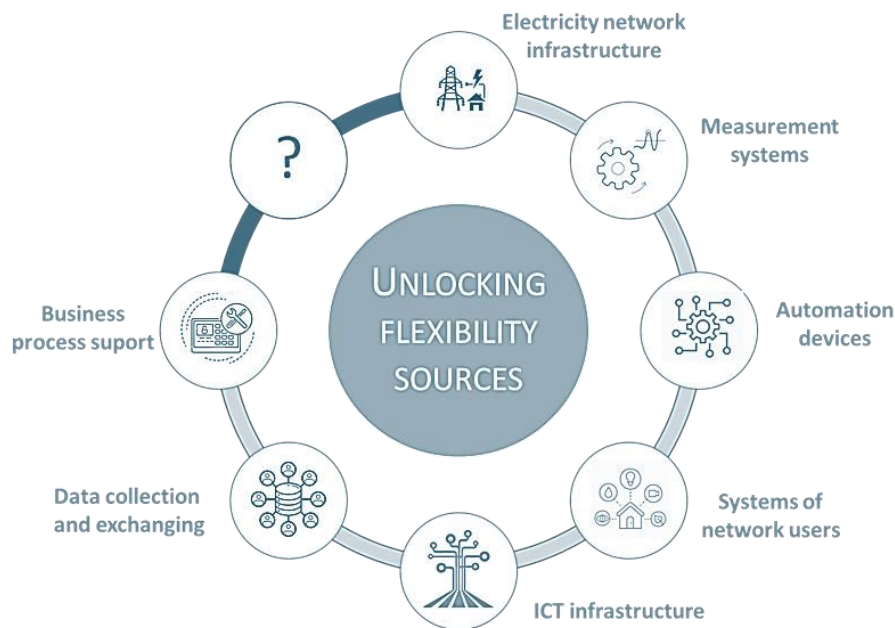 Electricity network
infrastructure
Measurement
systems
Automation
devices
Systems of
network users
ICT infrastructure
Data collection
and exchanging
Business
process suport
?
UNLOCKING
FLEXIBILITY
SOURCES